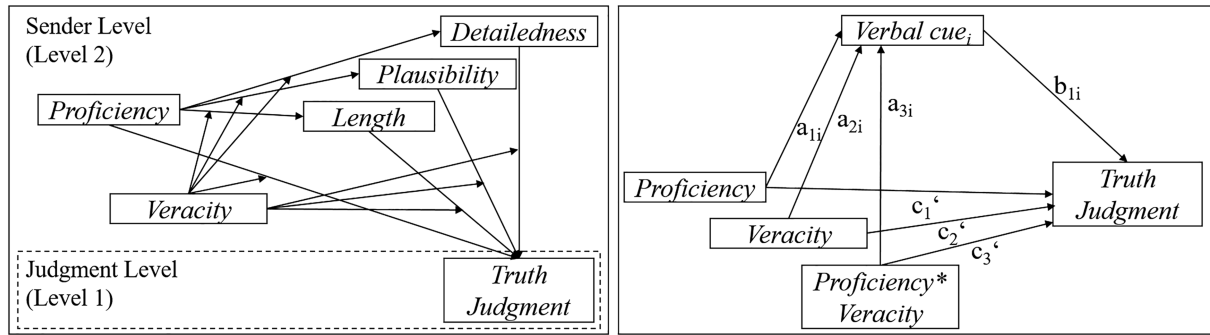 Sender Level
(Level 2)
Detailedness
Plausibility
Proficiency
Length
Veracity
Judgment Level
(Level 1)
Truth
Judgment
Verbal cueᵢ
a₁ᵢ
a₂ᵢ
a₃ᵢ
b₁ᵢ
Proficiency
Truth
Judgment
c₁‘
Veracity
c₂‘
c₃‘
Proficiency*
Veracity